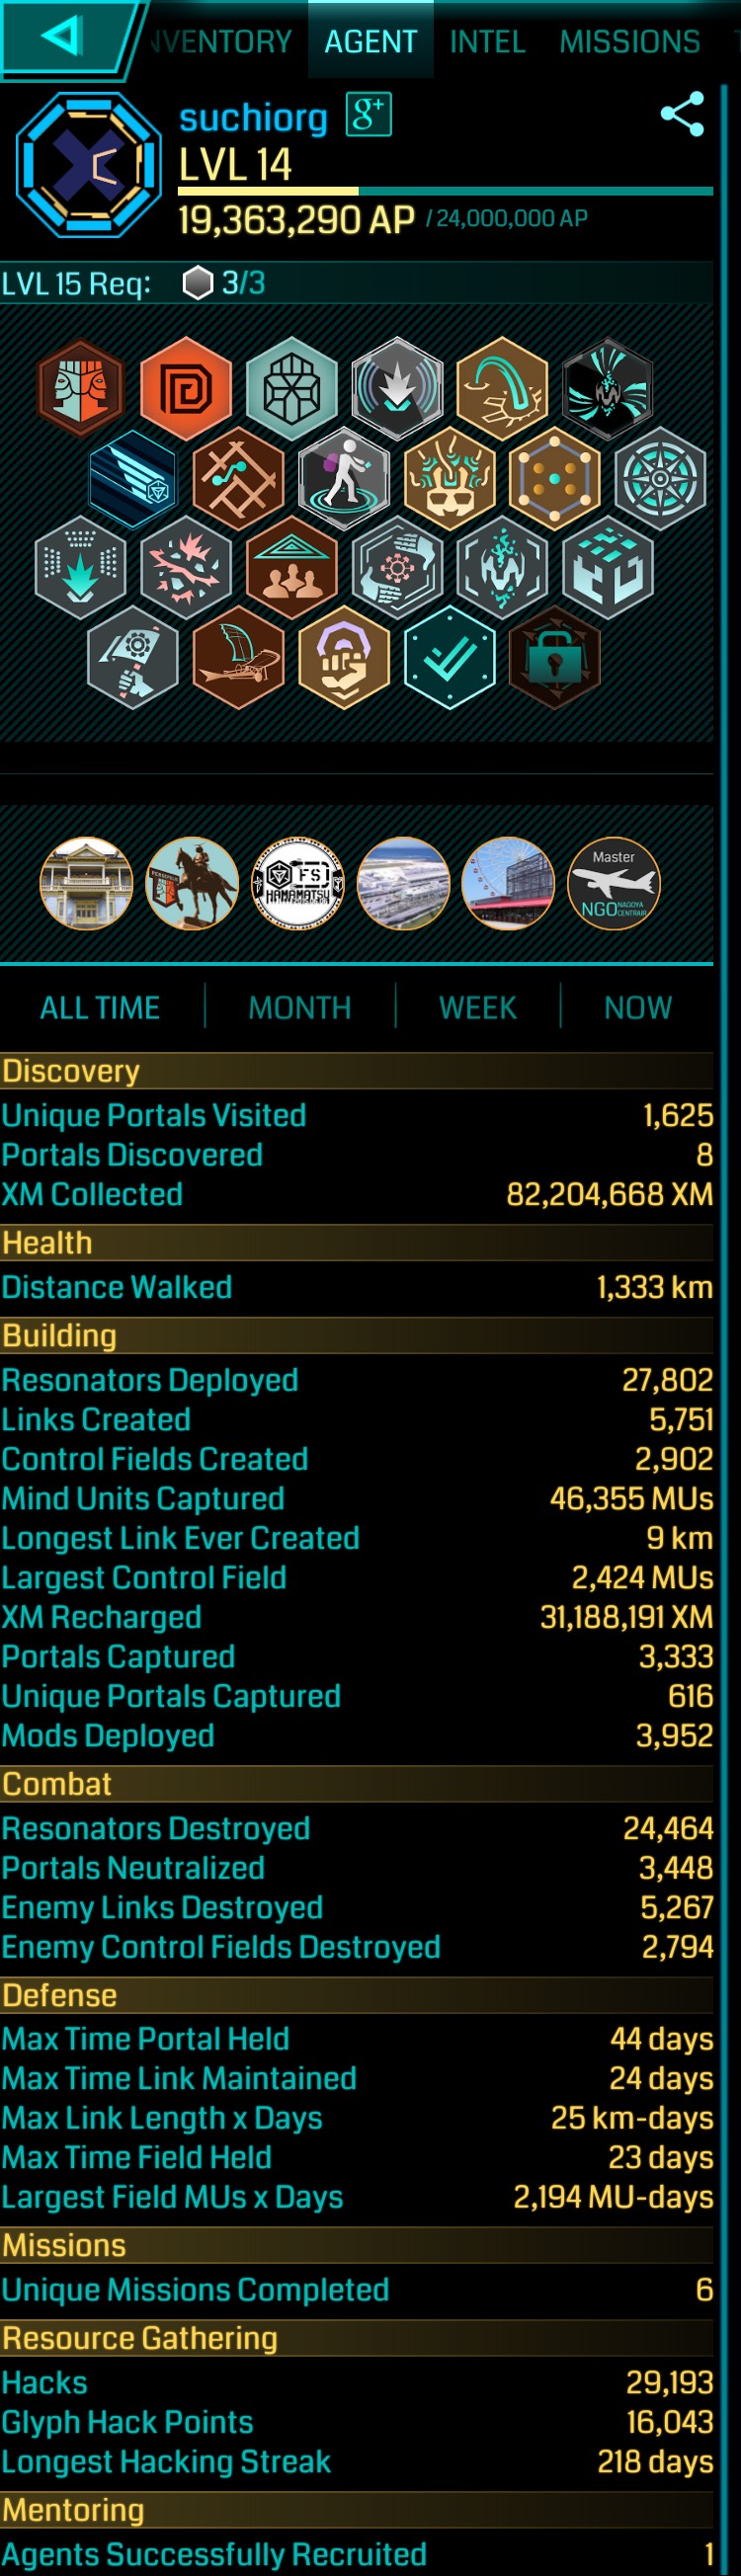 NVENTORY AGENT INTEL MISSIONS
suchiorg g+
LVL 14
19,363,290 AP / 24,000,000 AP
LVL 15 Req: 3/3
PERSEPOLIS
FS
HAMAMATSU
Master
NGO NAGOYA CENTRAIR
ALL TIME MONTH WEEK NOW
Discovery
Unique Portals Visited 1,625
Portals Discovered 8
XM Collected 82,204,668 XM
Health
Distance Walked 1,333 km
Building
Resonators Deployed 27,802
Links Created 5,751
Control Fields Created 2,902
Mind Units Captured 46,355 MUs
Longest Link Ever Created 9 km
Largest Control Field 2,424 MUs
XM Recharged 31,188,191 XM
Portals Captured 3,333
Unique Portals Captured 616
Mods Deployed 3,952
Combat
Resonators Destroyed 24,464
Portals Neutralized 3,448
Enemy Links Destroyed 5,267
Enemy Control Fields Destroyed 2,794
Defense
Max Time Portal Held 44 days
Max Time Link Maintained 24 days
Max Link Length x Days 25 km-days
Max Time Field Held 23 days
Largest Field MUs x Days 2,194 MU-days
Missions
Unique Missions Completed 6
Resource Gathering
Hacks 29,193
Glyph Hack Points 16,043
Longest Hacking Streak 218 days
Mentoring
Agents Successfully Recruited 1